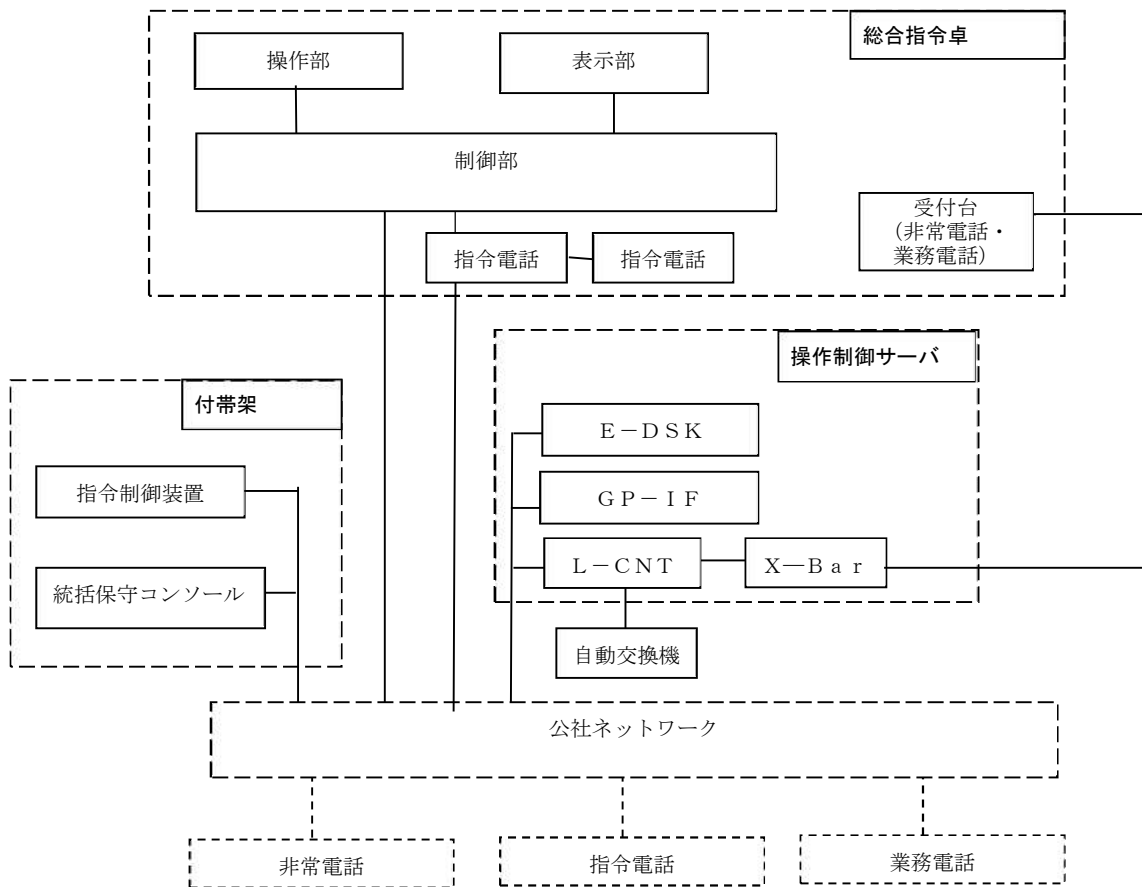 総合指令卓
操作部
表示部
制御部
受付台
（非常電話・
業務電話）
指令電話
指令電話
操作制御サーバ
付帯架
Ｅ－ＤＳＫ
指令制御装置
ＧＰ－ＩＦ
Ｌ－ＣＮＴ
Ｘ―Ｂａｒ
統括保守コンソール
自動交換機
公社ネットワーク
非常電話
指令電話
業務電話